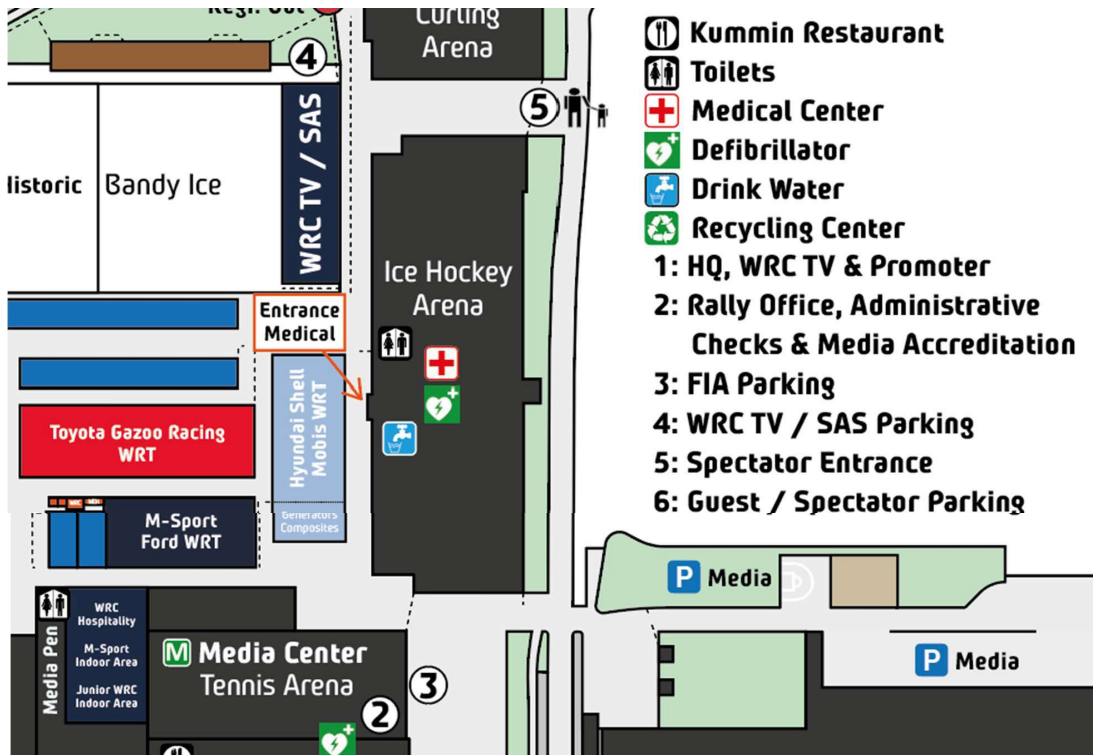 Regi. Out
4
Curling
Arena
5
WRC TV / SAS
Historic
Bandy Ice
Ice Hockey
Arena
Entrance
Medical
Hyundai Shell
Mobis WRT
Generators
Composites
Toyota Gazoo Racing
WRT
M-Sport
Ford WRT
WRC
Hospitality
M-Sport
Indoor Area
Junior WRC
Indoor Area
Media Pen
M Media Center
Tennis Arena
2
3
Kummin Restaurant
Toilets
Medical Center
Defibrillator
Drink Water
Recycling Center
1: HQ, WRC TV & Promoter
2: Rally Office, Administrative
Checks & Media Accreditation
3: FIA Parking
4: WRC TV / SAS Parking
5: Spectator Entrance
6: Guest / Spectator Parking
P Media
P Media